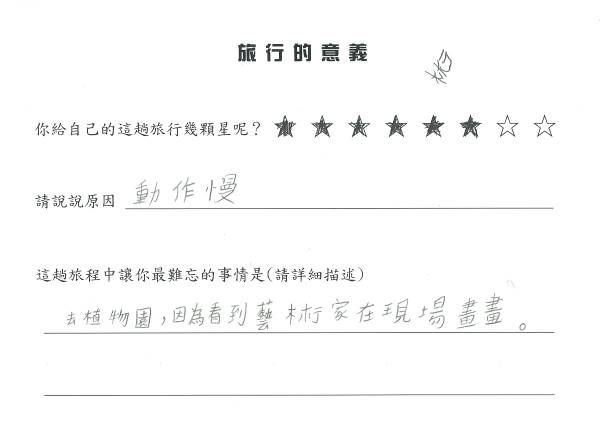 旅行的意義
術
你給自己的這趟旅行幾顆星呢？★★★★★★☆☆
請說說原因 動作慢
這趟旅程中讓你最難忘的事情是(請詳細描述)
去植物園，因為看到藝術家在現場畫畫。